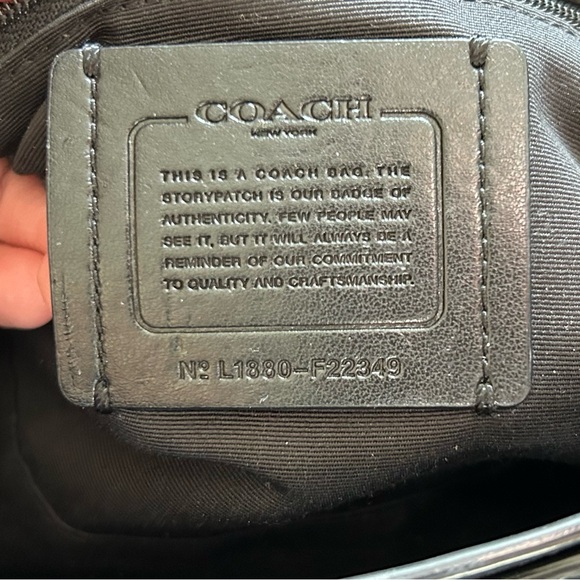 COACH
NEW YORK
THIS IS A COACH BAG. THE
STORYPATCH IS OUR BADGE OF
AUTHENTICITY. FEW PEOPLE MAY
SEE IT, BUT IT WILL ALWAYS BE A
REMINDER OF OUR COMMITMENT
TO QUALITY AND CRAFTSMANSHIP.
Nº L1880-F22349